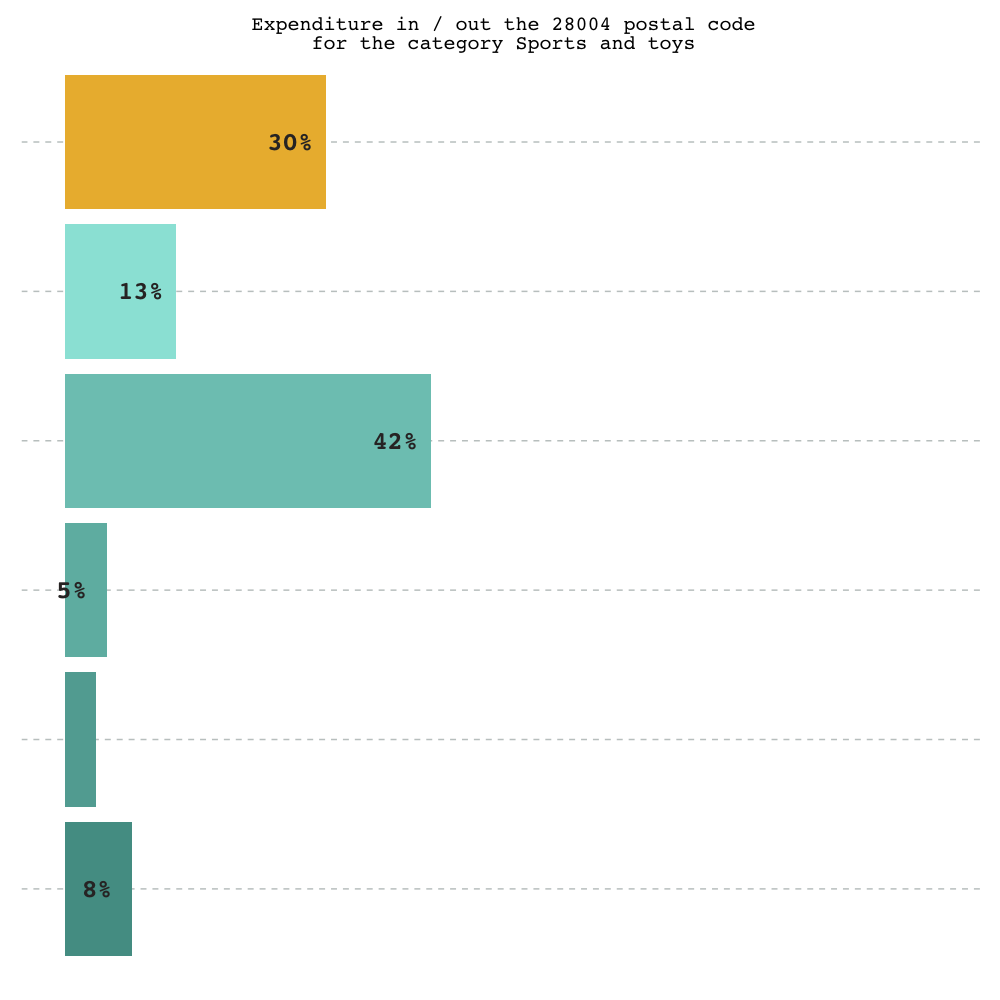 Expenditure in / out the 28004 postal code
for the category Sports and toys
30%
13%
42%
5%
8%